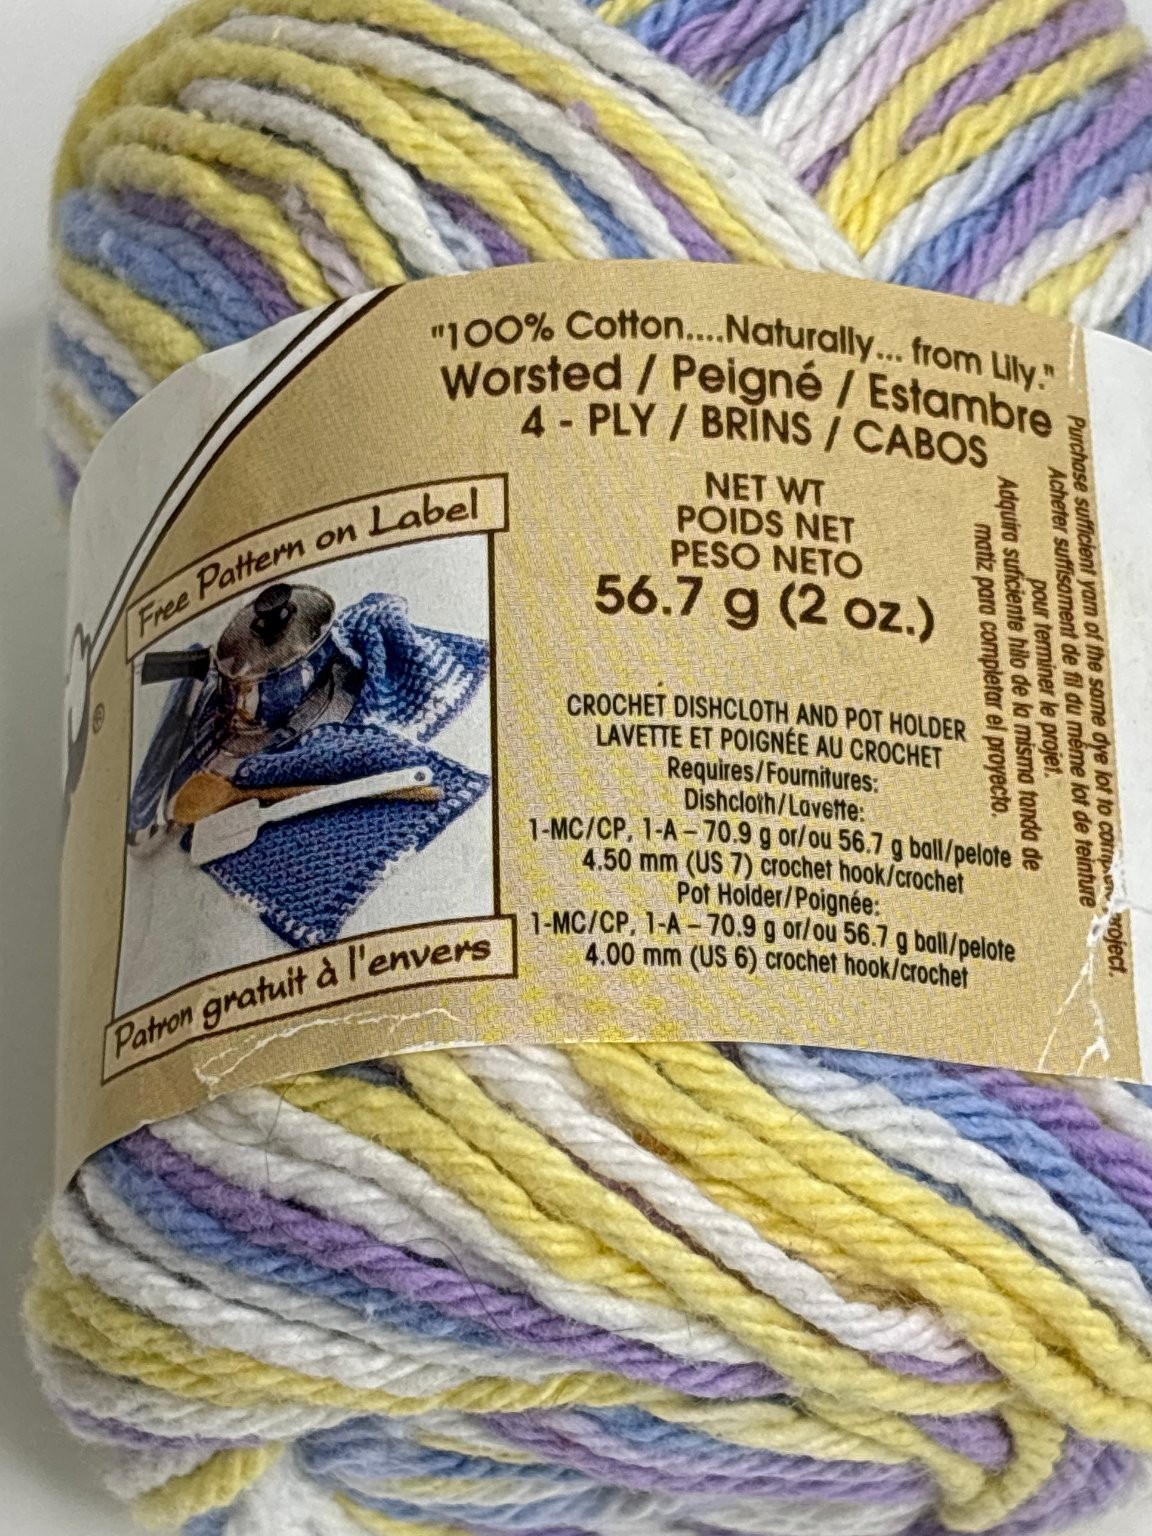 "100% Cotton....Naturally... from Lily."
Worsted / Peigné / Estambre
4 - PLY / BRINS / CABOS
NET WT
POIDS NET
PESO NETO
56.7 g (2 oz.)
Free Pattern on Label
Patron gratuit à l'envers
®
CROCHET DISHCLOTH AND POT HOLDER
LAVETTE ET POIGNÉE AU CROCHET
Requires/Fournitures:
Dishcloth/Lavette:
1-MC/CP, 1-A – 70.9 g or/ou 56.7 g ball/pelote
4.50 mm (US 7) crochet hook/crochet
Pot Holder/Poignée:
1-MC/CP, 1-A – 70.9 g or/ou 56.7 g ball/pelote
4.00 mm (US 6) crochet hook/crochet
Purchase sufficient yarn of the same dye lot to project.
Acheter suffisament de fil du même lot de teinture
pour terminer le projet.
Adquira suficiente hilo de la misma tanda de
matiz para completar el proyecto.